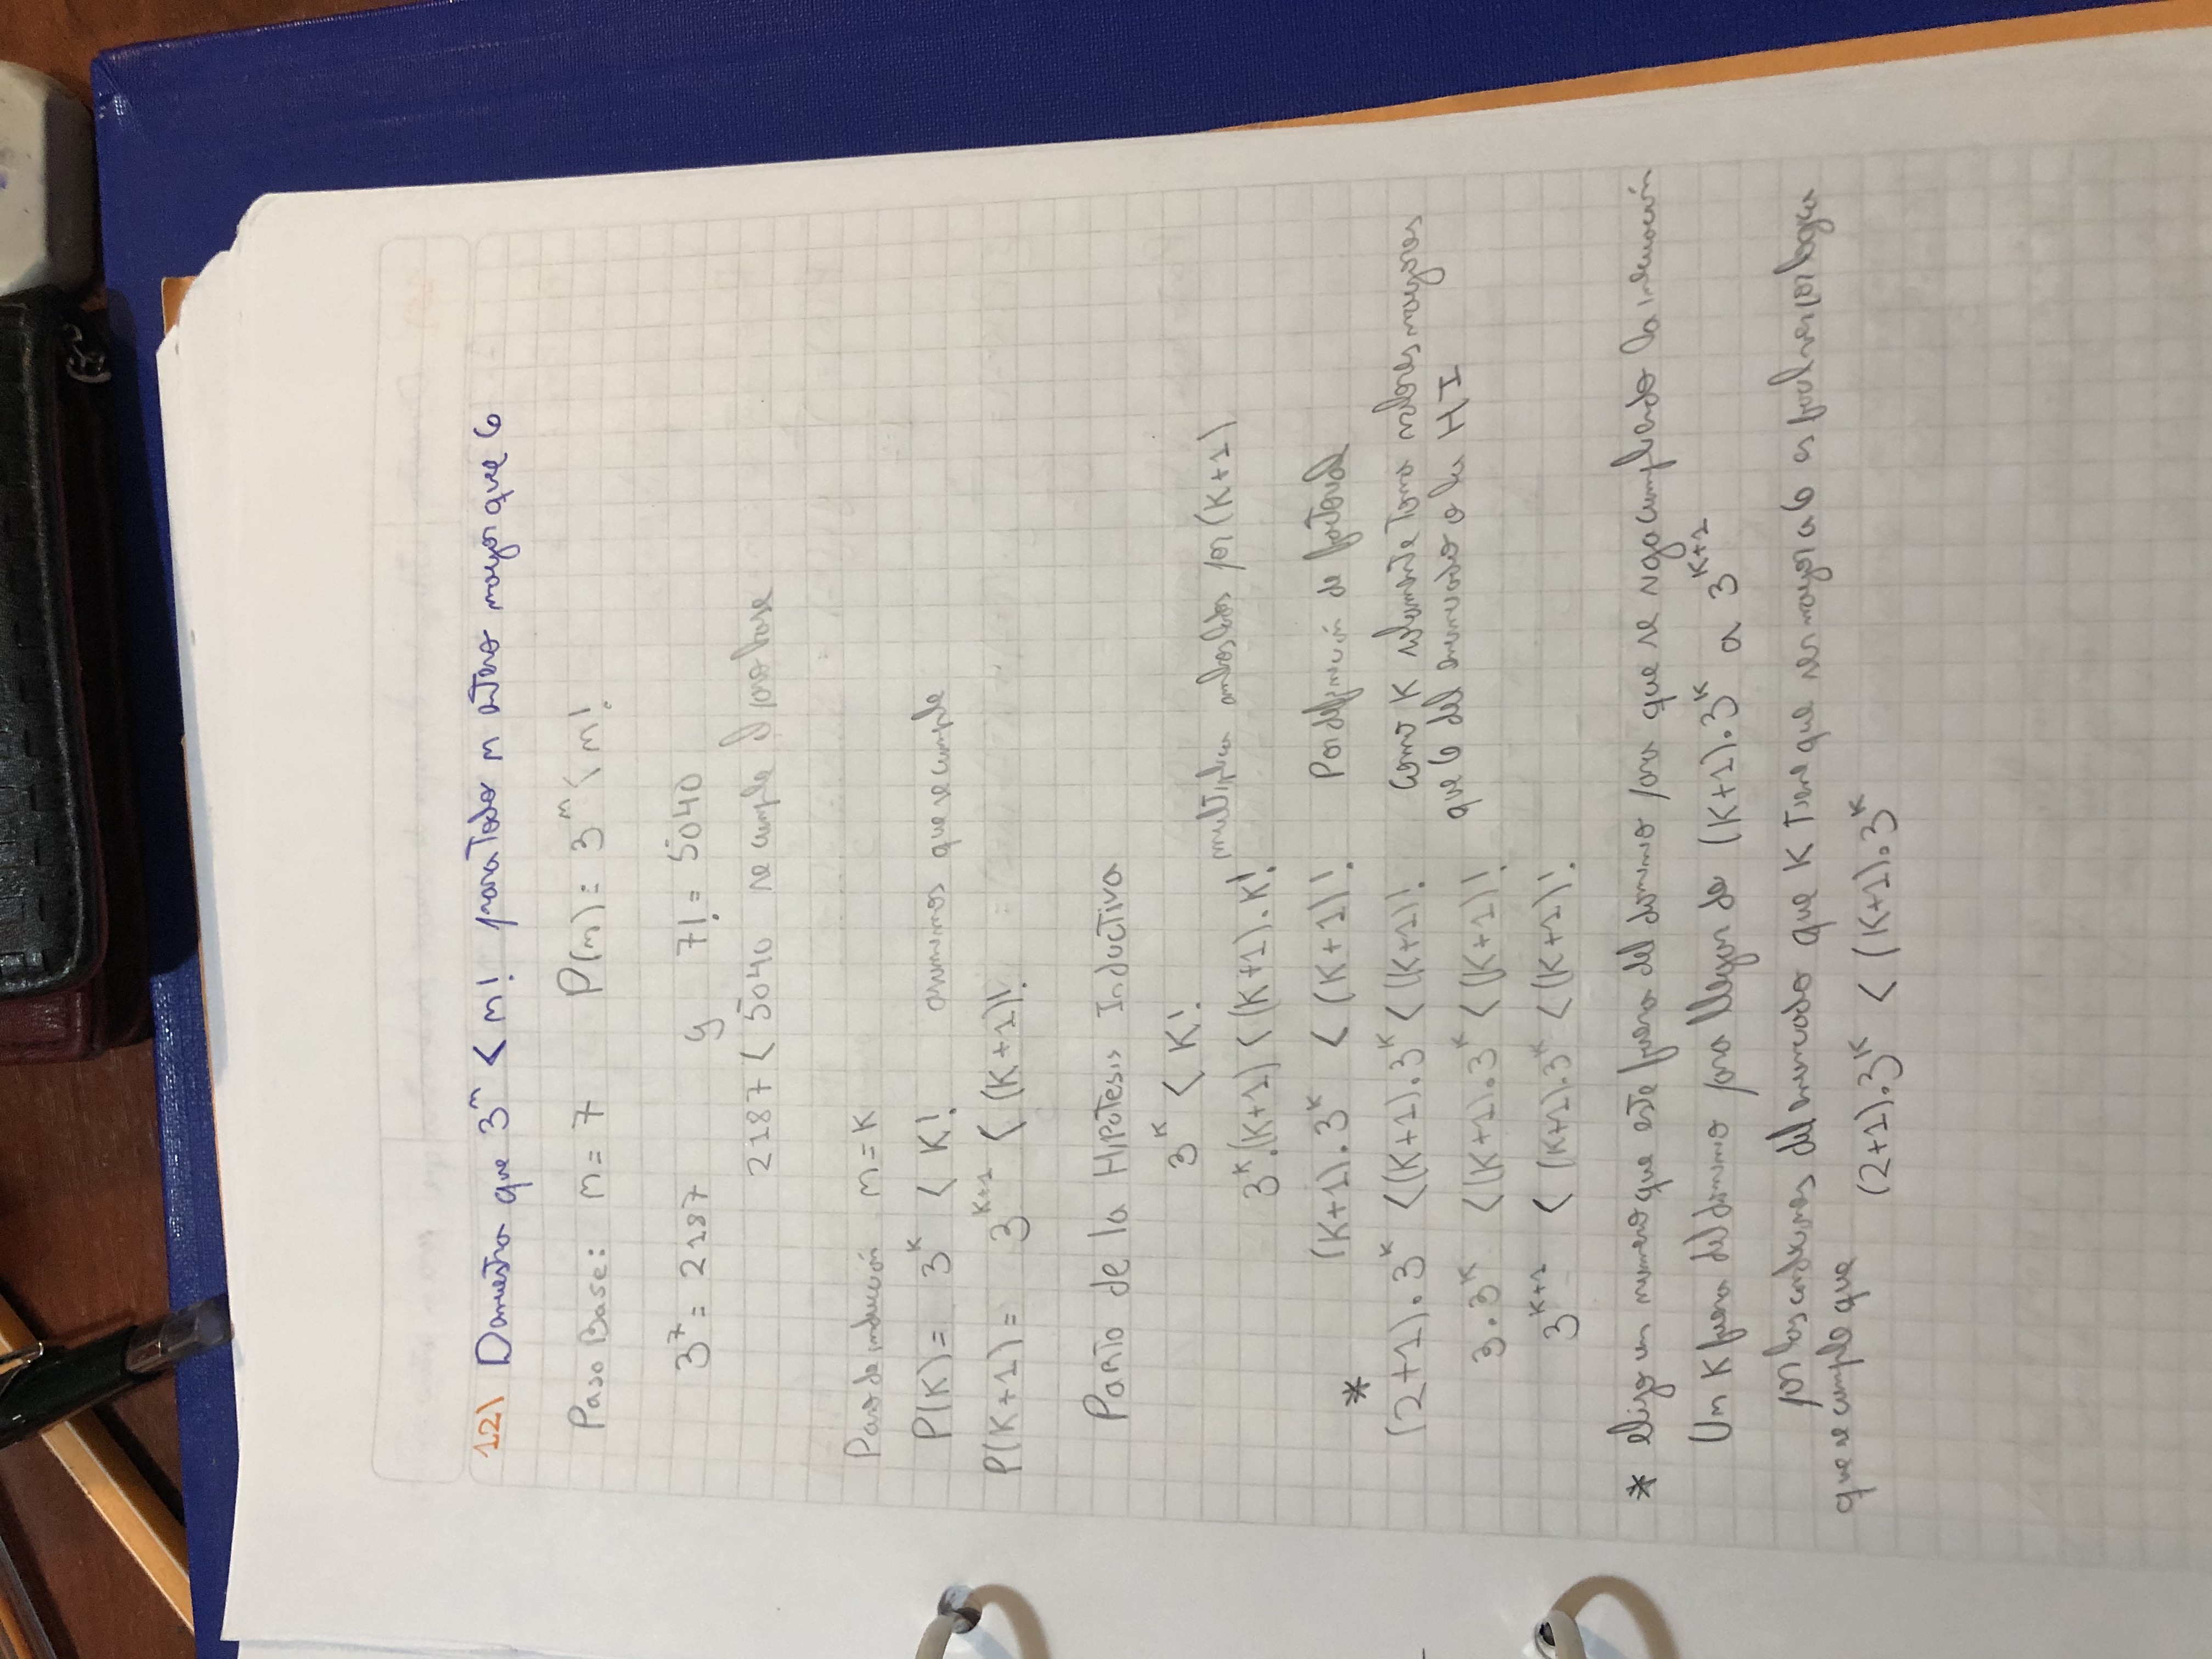 12) Demuestra que 3^n < n! para todo n entero mayor que 6
Paso Base: n = 7 P(n): 3^n < n!
3^7 = 2187 y 7! = 5040
2187 < 5040 se cumple el paso base
Paso de inducción n = K
P(K) = 3^K < K! asumimos que se cumple
P(K+1) = 3^{K+1} < (K+1)!
Parto de la Hipotesis Inductiva
3^K < K!
3^K.(K+1) < (K+1).K! multiplica ambos lados por (K+1)
(K+1).3^K < (K+1)! Por definición de factorial
*
(2+1).3^K < (K+1).3^K < (K+1)! como K solamente toma valores mayores
que 6 del enunciado o la HI
3.3^K < (K+1).3^K < (K+1)!
3^{K+1} < (K+1).3^K < (K+1)!
* elijo un numero que este fuera del dominio para que se siga cumpliendo la inecuación
Un K fuera del dominio para llegar de (K+1).3^K a 3^{K+1}
por las condiciones del enunciado que K tiene que ser mayor a 6 es facil ver por logica
que se cumple que
(2+1).3^K < (K+1).3^K